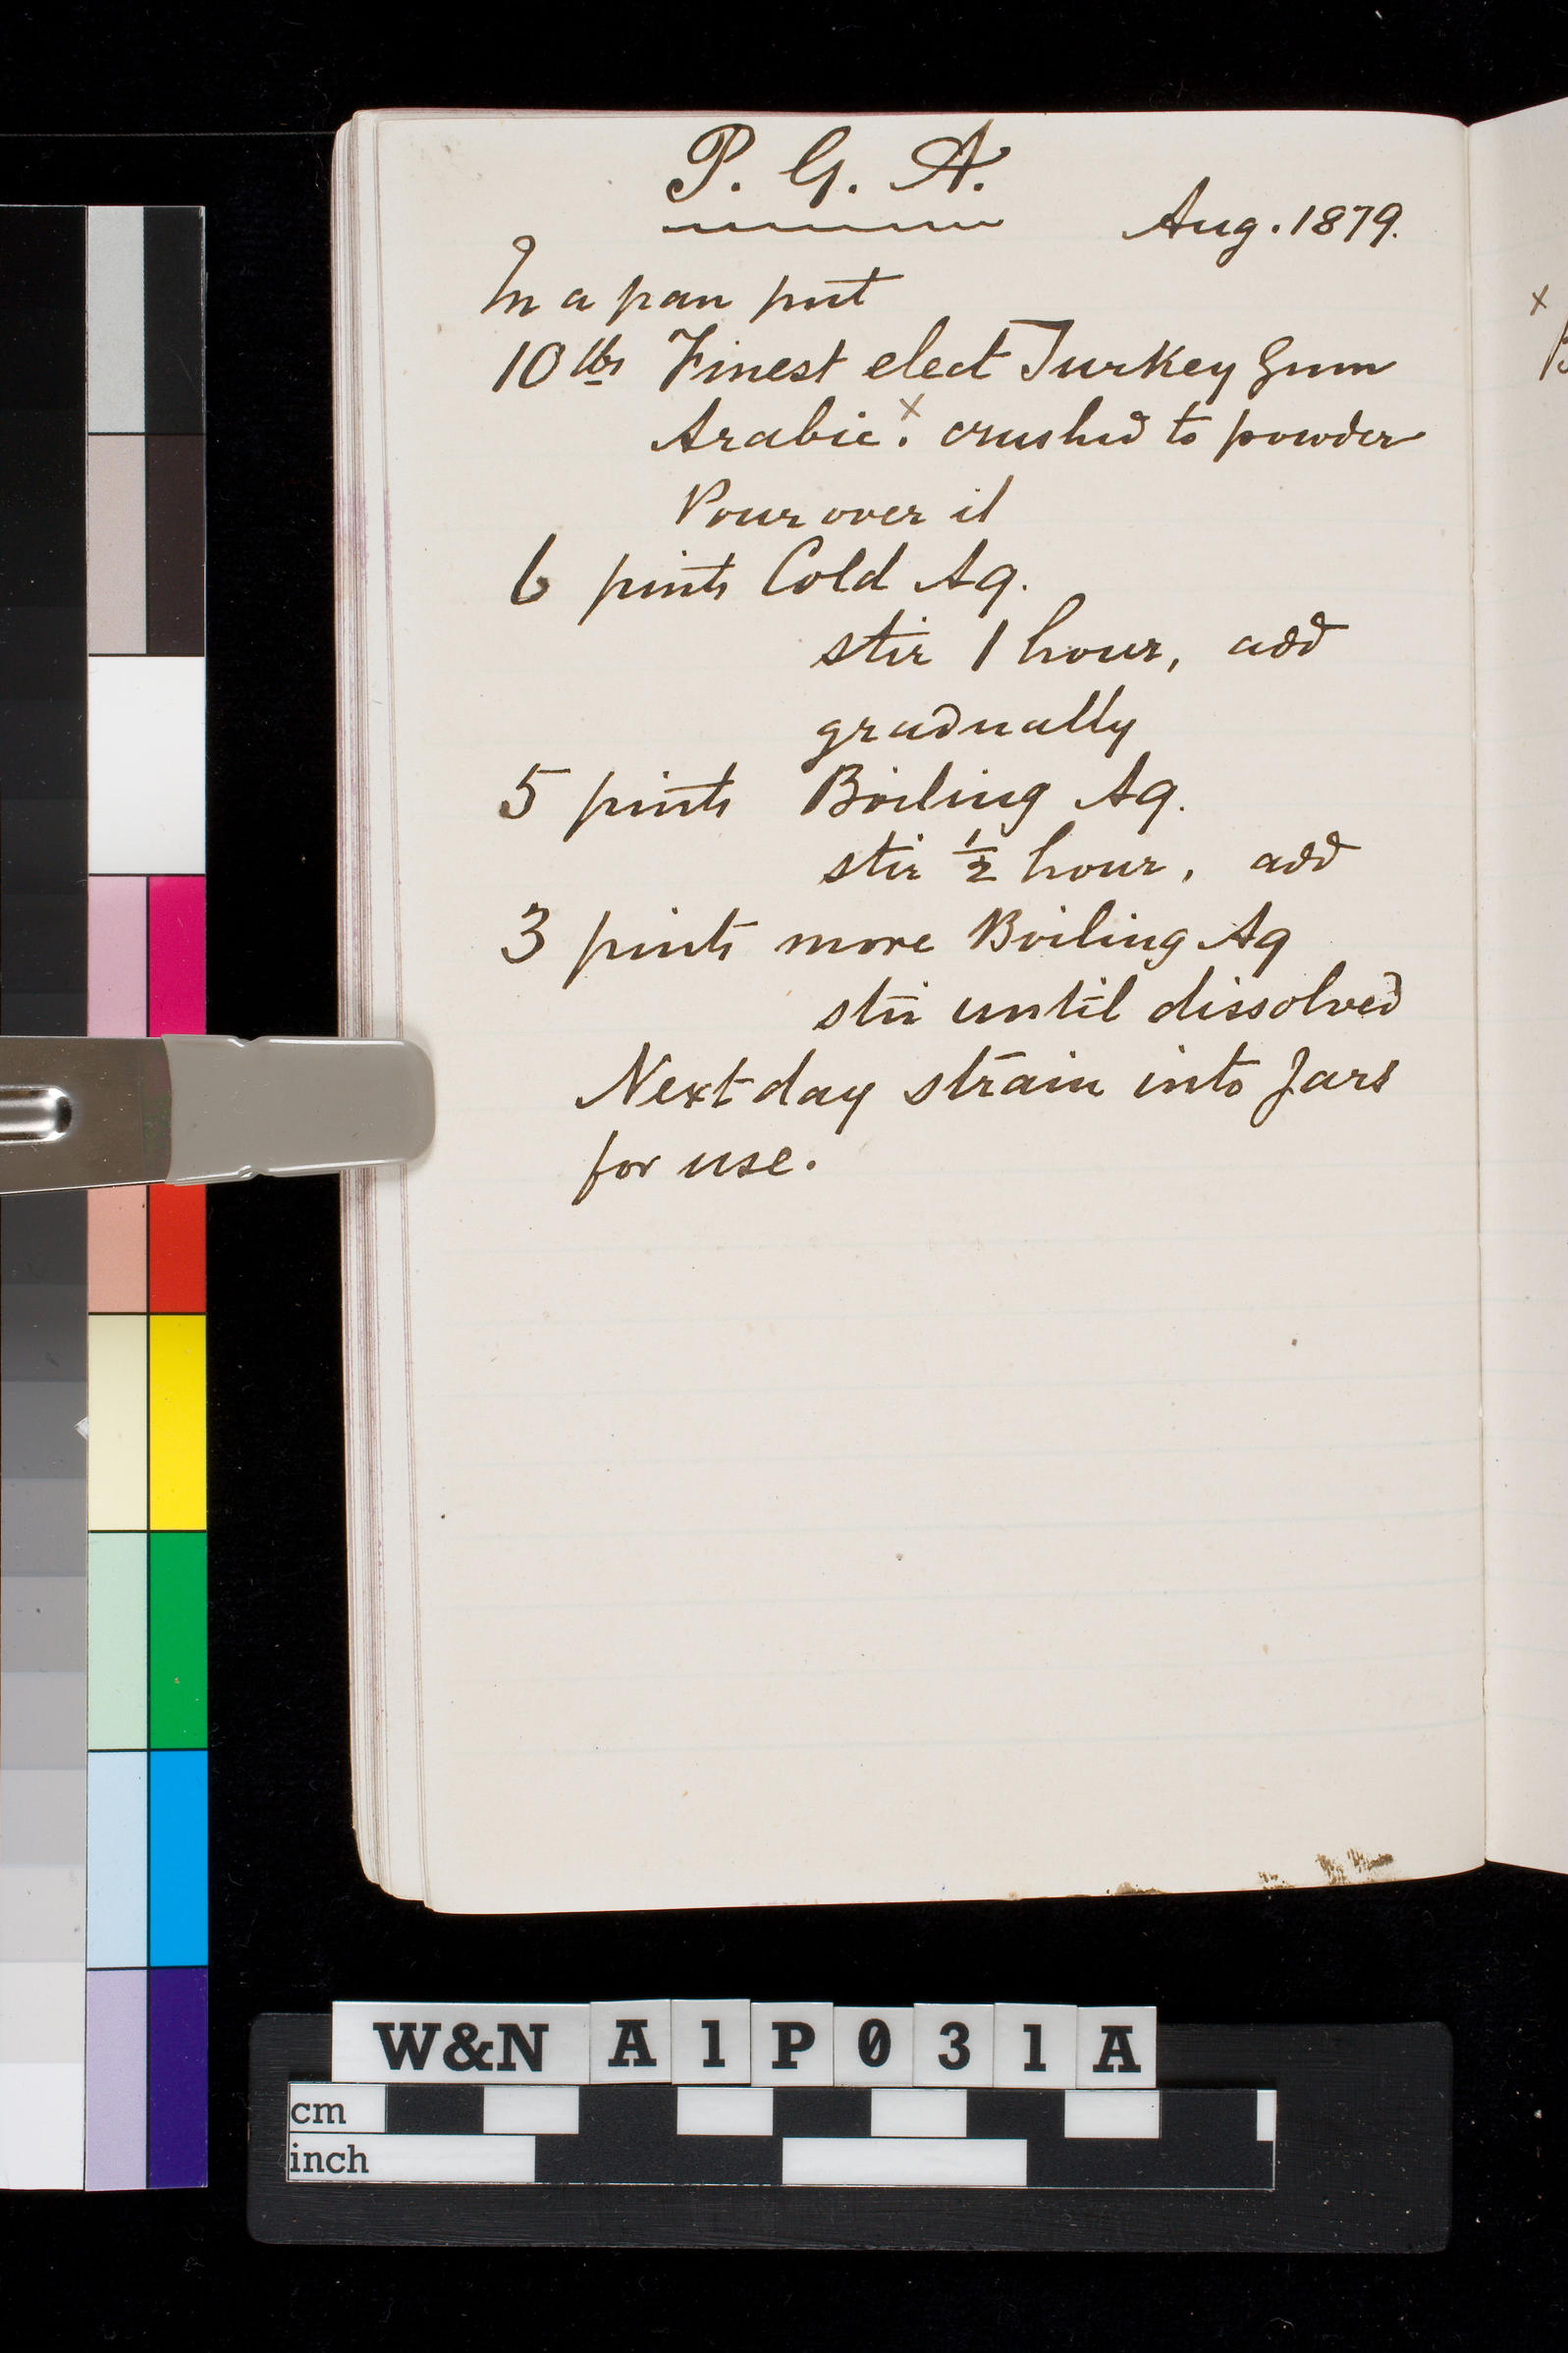 P. G. A.
Aug. 1879.
In a pan put
10 lbs Finest elect Turkey Gum
Arabic.x crushed to powder
Pour over it
6 pints Cold Aq.
stir 1 hour, add
gradually
5 pints Boiling Aq.
stir ½ hour, add
3 pints more Boiling Aq
stir until dissolved
Next day strain into Jars
for use.
x
W&N A1P031A
cm
inch